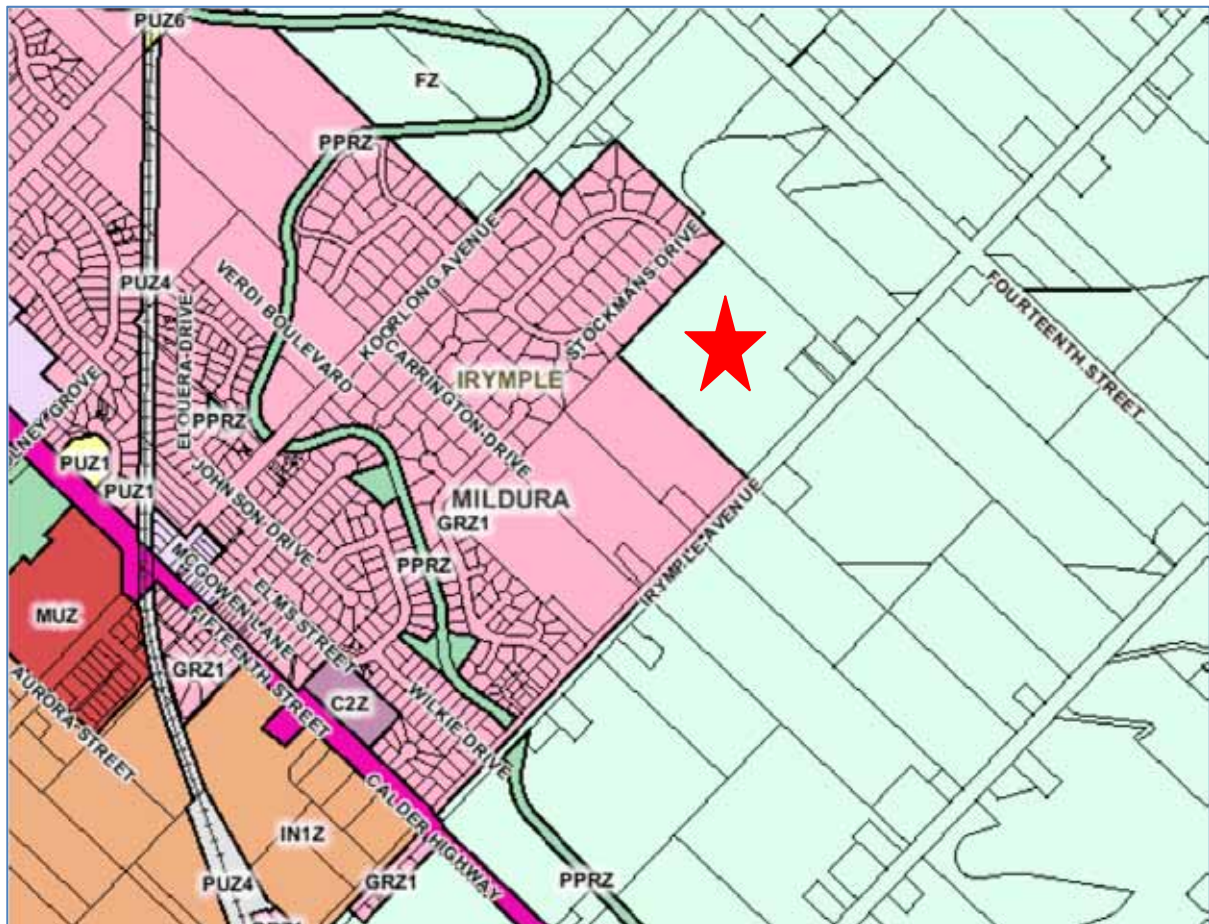 PUZ6
FZ
PPRZ
PUZ4
VERDI BOULEVARD
KOORLONG AVENUE
STOCKMANS DRIVE
FOURTEENTH STREET
ELOUERA-DRIVE
CARRINGTON-DRIVE
IRYMPLE
PPRZ
PUZ1
PUZ1
JOHNSON DRIVE
MILDURA
GRZ1
IRYMPLE-AVENUE
PPRZ
MCGOWEN LANE
ELMS STREET
MUZ
FIFTEENTH STREET
GRZ1
C2Z
WILKIE DRIVE
AURORA-STREET
CALDER HIGHWAY
IN1Z
PUZ4
GRZ1
PPRZ